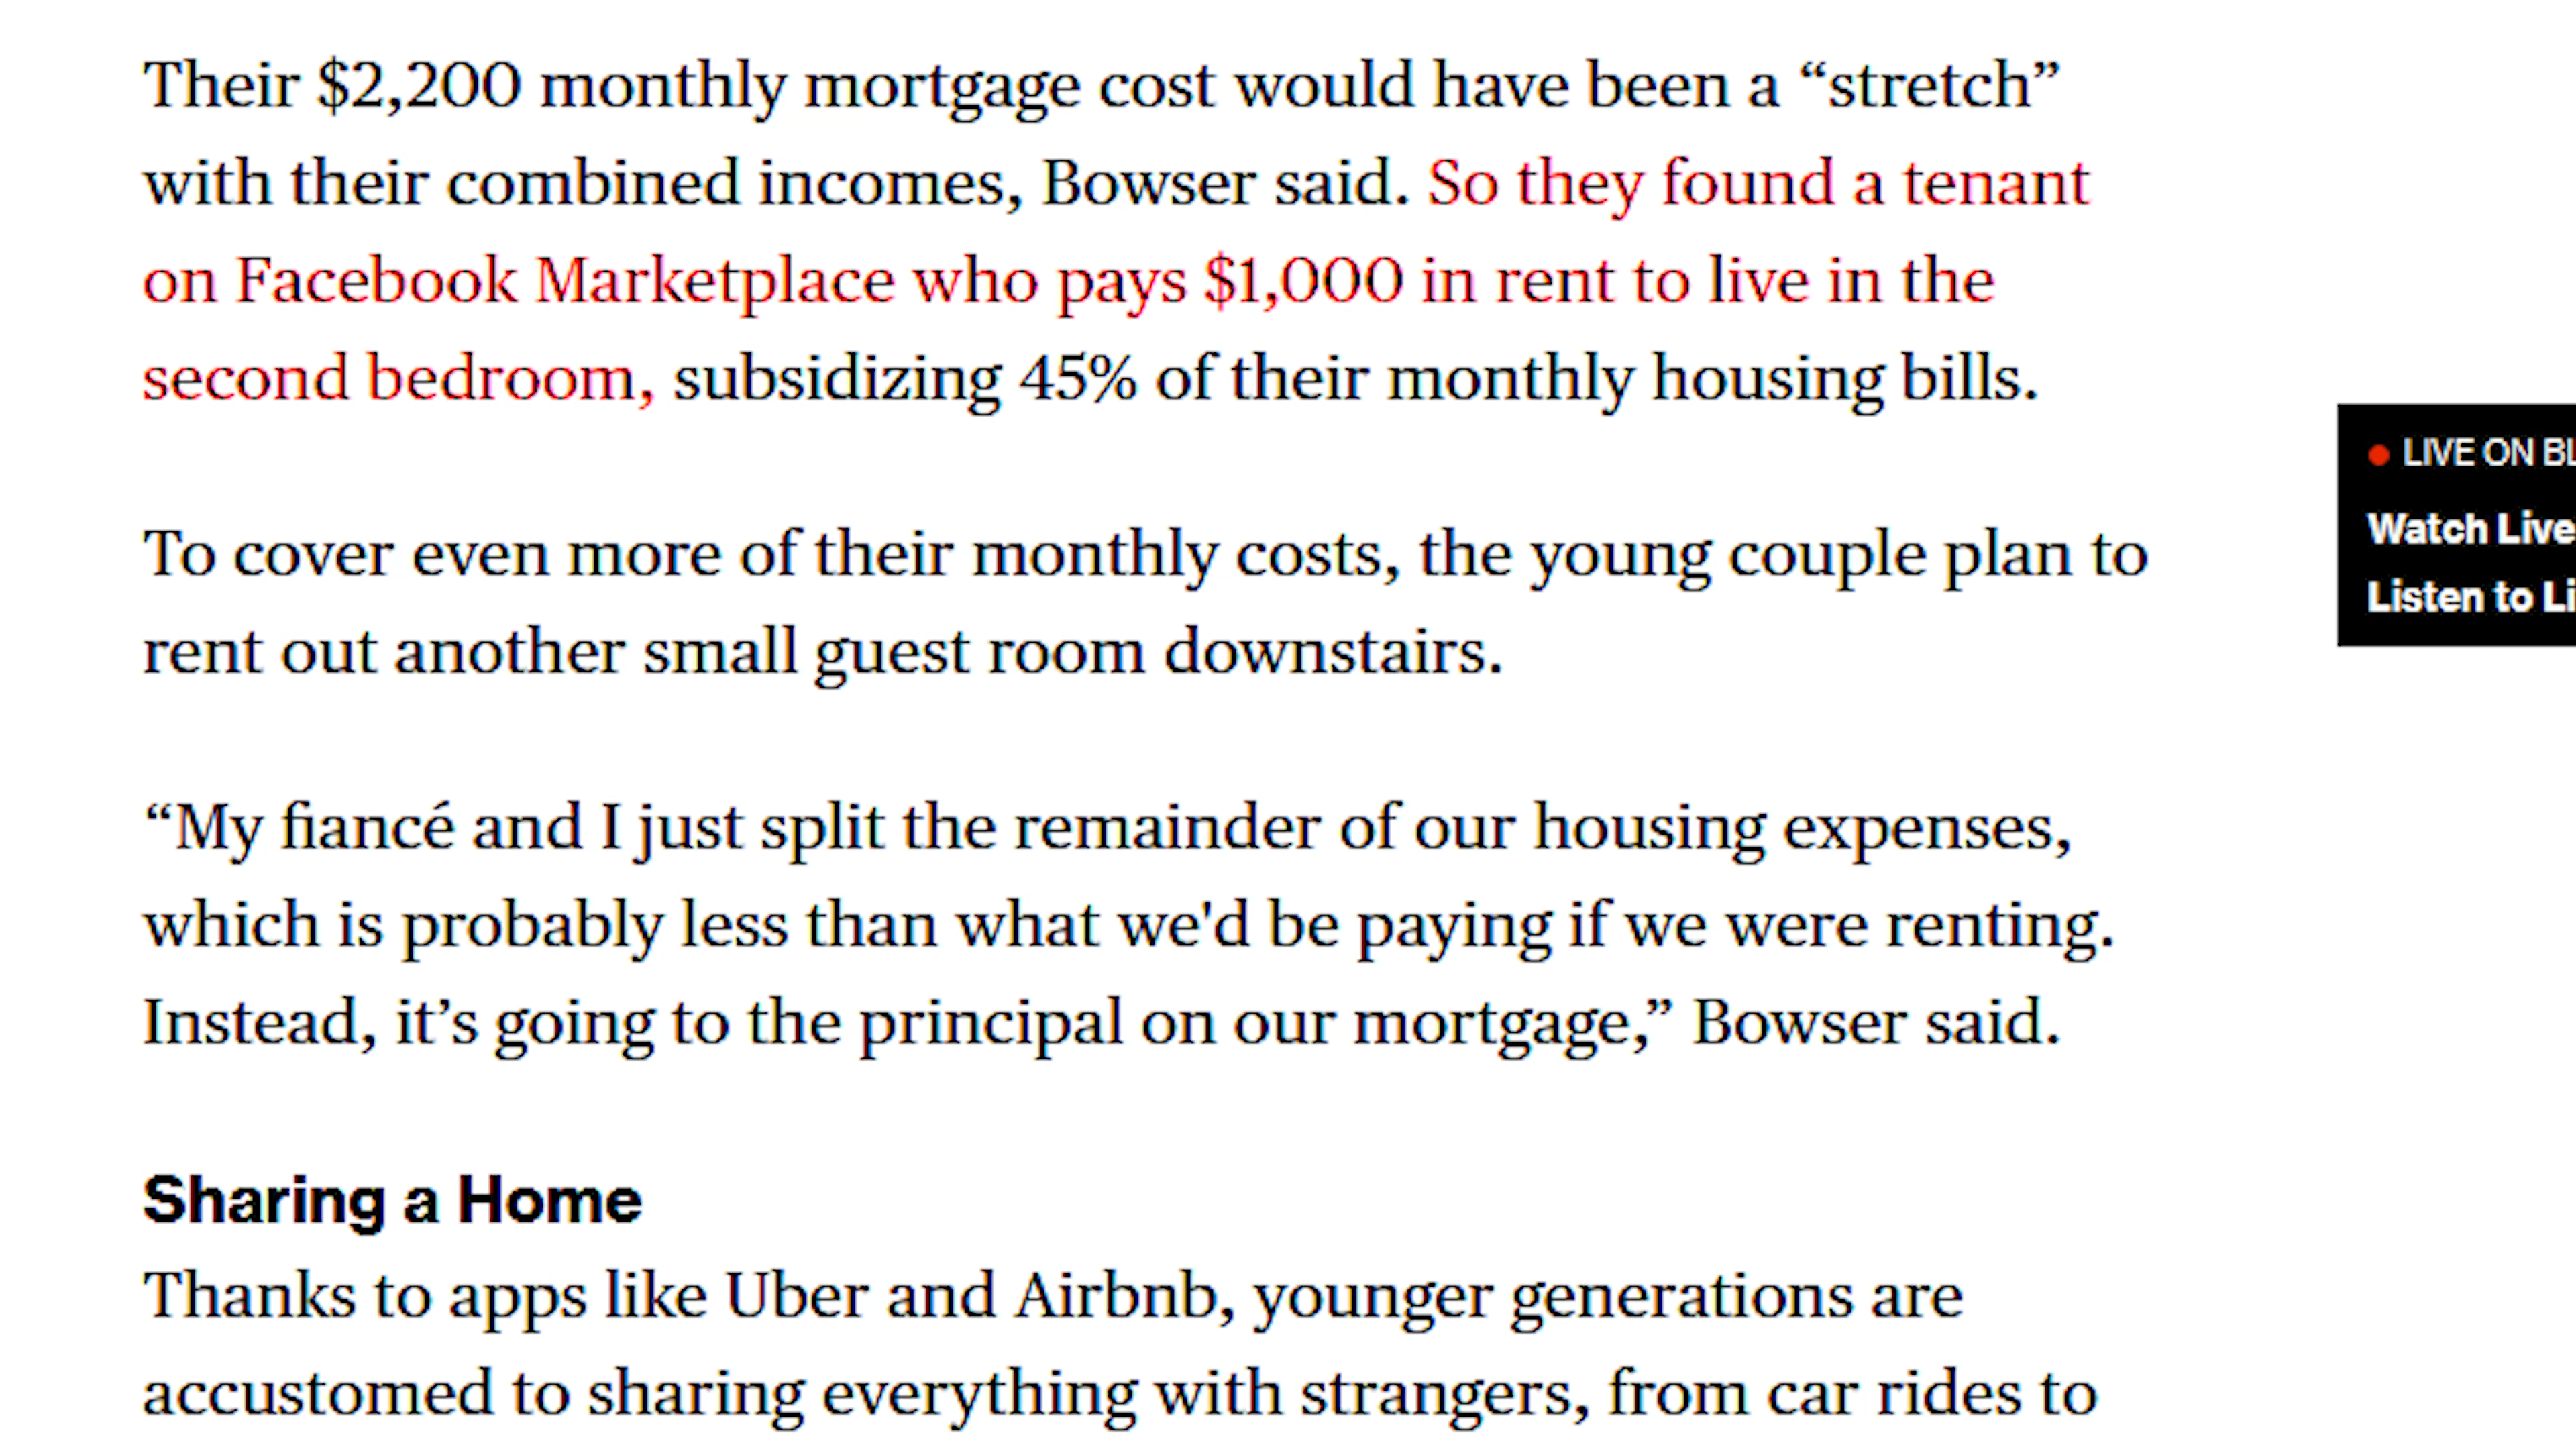 Their $2,200 monthly mortgage cost would have been a “stretch”
with their combined incomes, Bowser said. So they found a tenant
on Facebook Marketplace who pays $1,000 in rent to live in the
second bedroom, subsidizing 45% of their monthly housing bills.
To cover even more of their monthly costs, the young couple plan to
rent out another small guest room downstairs.
“My fiancé and I just split the remainder of our housing expenses,
which is probably less than what we'd be paying if we were renting.
Instead, it’s going to the principal on our mortgage,” Bowser said.
Sharing a Home
Thanks to apps like Uber and Airbnb, younger generations are
accustomed to sharing everything with strangers, from car rides to
LIVE ON BL
Watch Live
Listen to Li